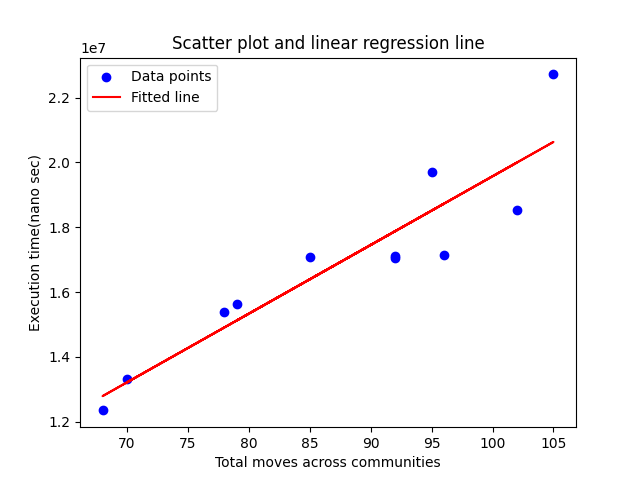 Scatter plot and linear regression line
1e7
Data points
Fitted line
2.2
2.0
1.8
1.6
1.4
1.2
Execution time(nano sec)
70 75 80 85 90 95 100 105
Total moves across communities